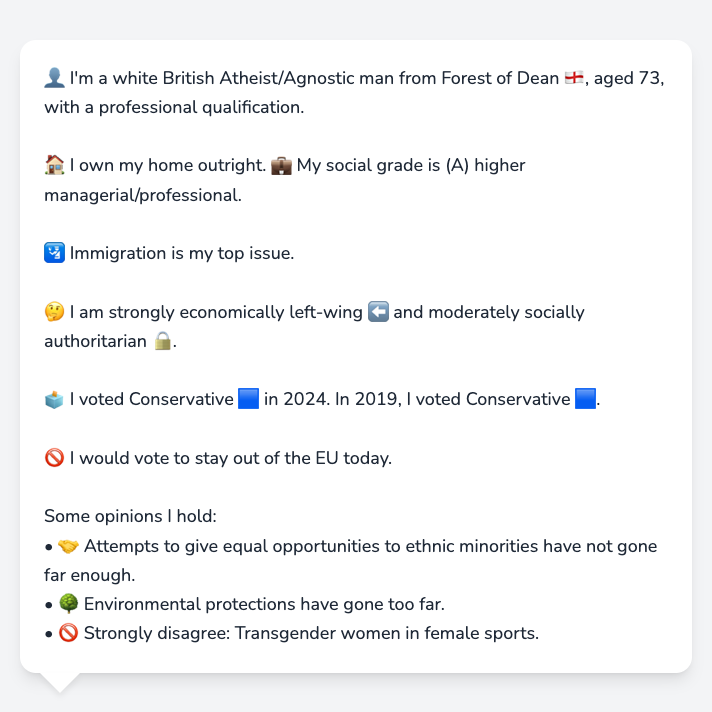 👤 I'm a white British Atheist/Agnostic man from Forest of Dean 🏴󠁧󠁢󠁥󠁮󠁧󠁿, aged 73,
with a professional qualification.
🏠 I own my home outright. 💼 My social grade is (A) higher
managerial/professional.
🛂 Immigration is my top issue.
🤔 I am strongly economically left-wing ⬅️ and moderately socially
authoritarian 🔒.
🗳️ I voted Conservative 🟦 in 2024. In 2019, I voted Conservative 🟦.
🚫 I would vote to stay out of the EU today.
Some opinions I hold:
• 🤝 Attempts to give equal opportunities to ethnic minorities have not gone
far enough.
• 🌳 Environmental protections have gone too far.
• 🚫 Strongly disagree: Transgender women in female sports.